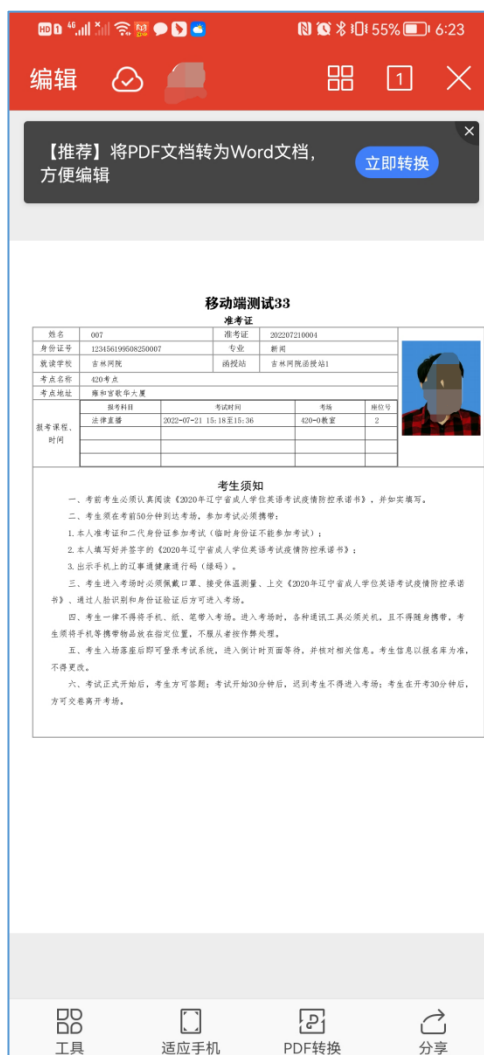 HD 46 55% 6:23
编辑 1
【推荐】将PDF文档转为Word文档，
方便编辑
立即转换
移动端测试33
准考证
姓名 007 准考证 202207210004
身份证号 123456199508250007 专业 新闻
就读学校 吉林网院 函授站 吉林网院函授站1
考点名称 420考点
考点地址 雍和宫歌华大厦
报考课程，时间 报考科目 考试时间 考场 座位号
法律直播 2022-07-21 15:18至15:36 420-0教室 2
考生须知
一、考前考生必须认真阅读《2020年辽宁省成人学位英语考试疫情防控承诺书》，并如实填写。
二、考生须在考前50分钟到达考场，参加考试必须携带：
1.本人准考证和二代身份证参加考试（临时身份证不能参加考试）；
2.本人填写好并签字的《2020年辽宁省成人学位英语考试疫情防控承诺书》；
3.出示手机上的辽事通健康通行码（绿码）。
三、考生进入考场时必须佩戴口罩、接受体温测量、上交《2020年辽宁省成人学位英语考试疫情防控承诺
书》、通过人脸识别和身份证验证后方可进入考场。
四、考生一律不得将手机、纸、笔带入考场。进入考场时，各种通讯工具必须关机，且不得随身携带，考
生须将手机等携带物品放在指定位置，不服从者按作弊处理。
五、考生入场落座后即可登录考试系统，进入倒计时页面等待，并核对相关信息。考生信息以报名库为准，
不得更改。
六、考试正式开始后，考生方可答题；考试开始30分钟后，迟到考生不得进入考场；考生在开考30分钟后，
方可交卷离开考场。
工具 适应手机 PDF转换 分享